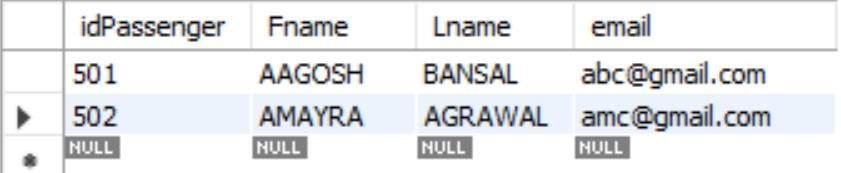 idPassenger Fname Lname email
501 AAGOSH BANSAL abc@gmail.com
502 AMAYRA AGRAWAL amc@gmail.com
NULL NULL NULL NULL